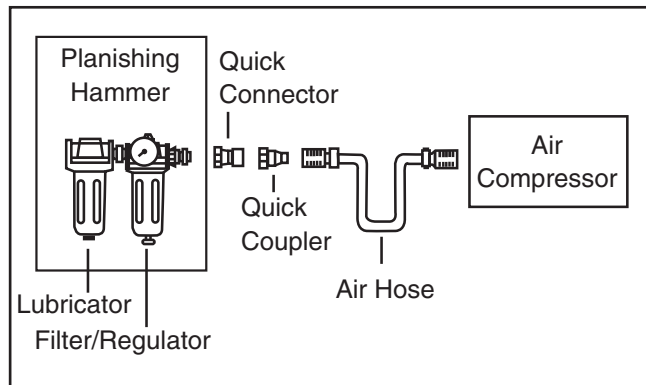 Planishing
Hammer
Quick
Connector
Air
Compressor
Quick
Coupler
Air Hose
Lubricator
Filter/Regulator